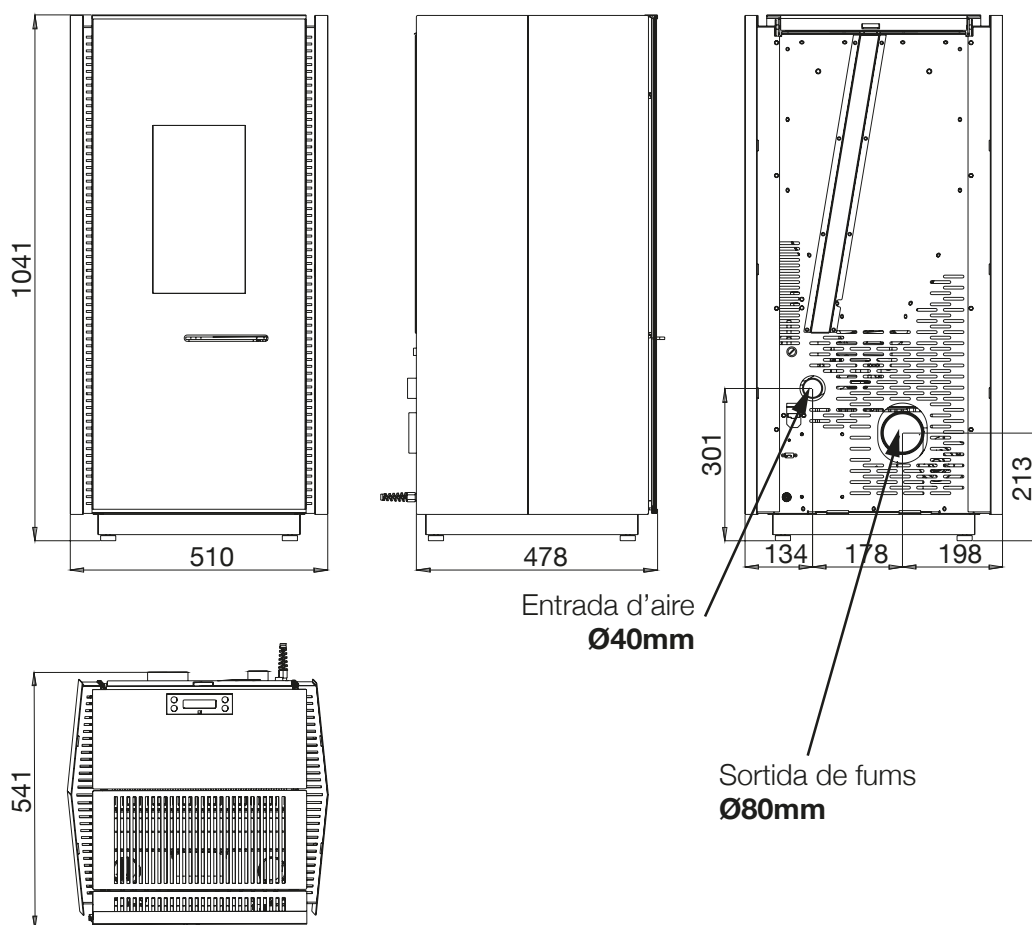 1041
510
478
301
213
134
178
198
Entrada d’aire
Ø40mm
541
Sortida de fums
Ø80mm